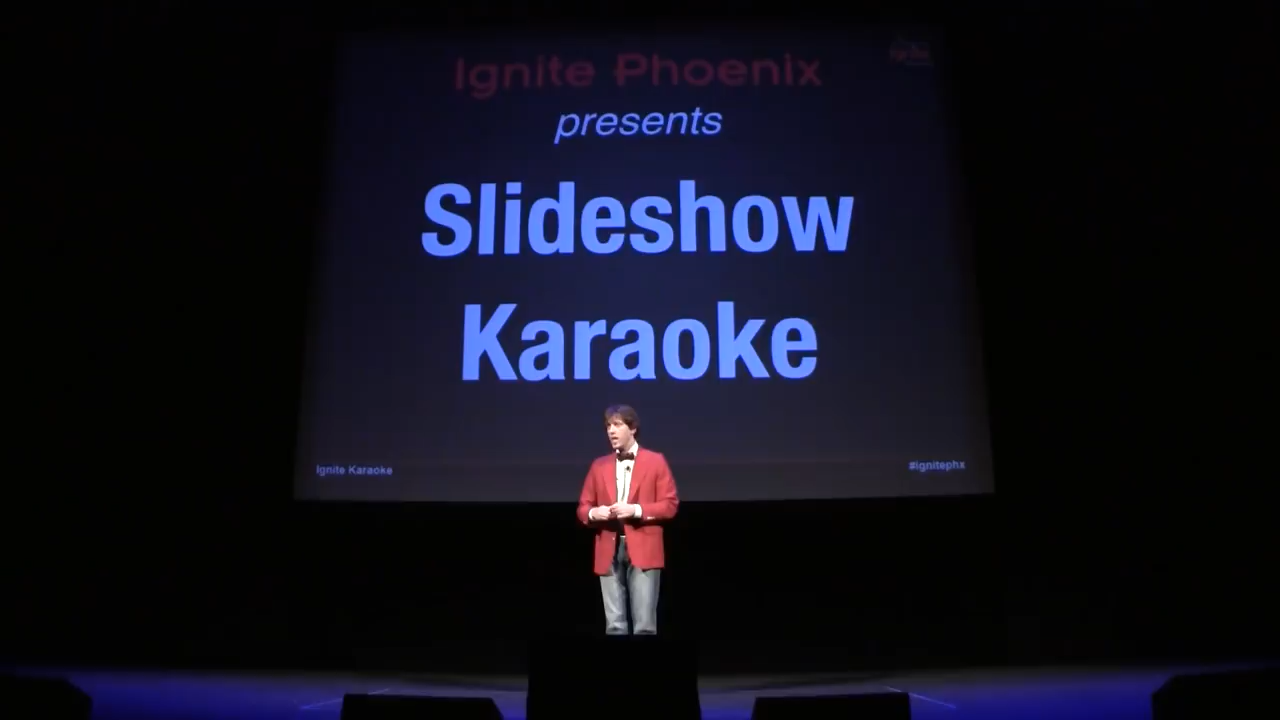 Ignite Phoenix
presents
Slideshow
Karaoke
Ignite Karaoke
#ignitephx